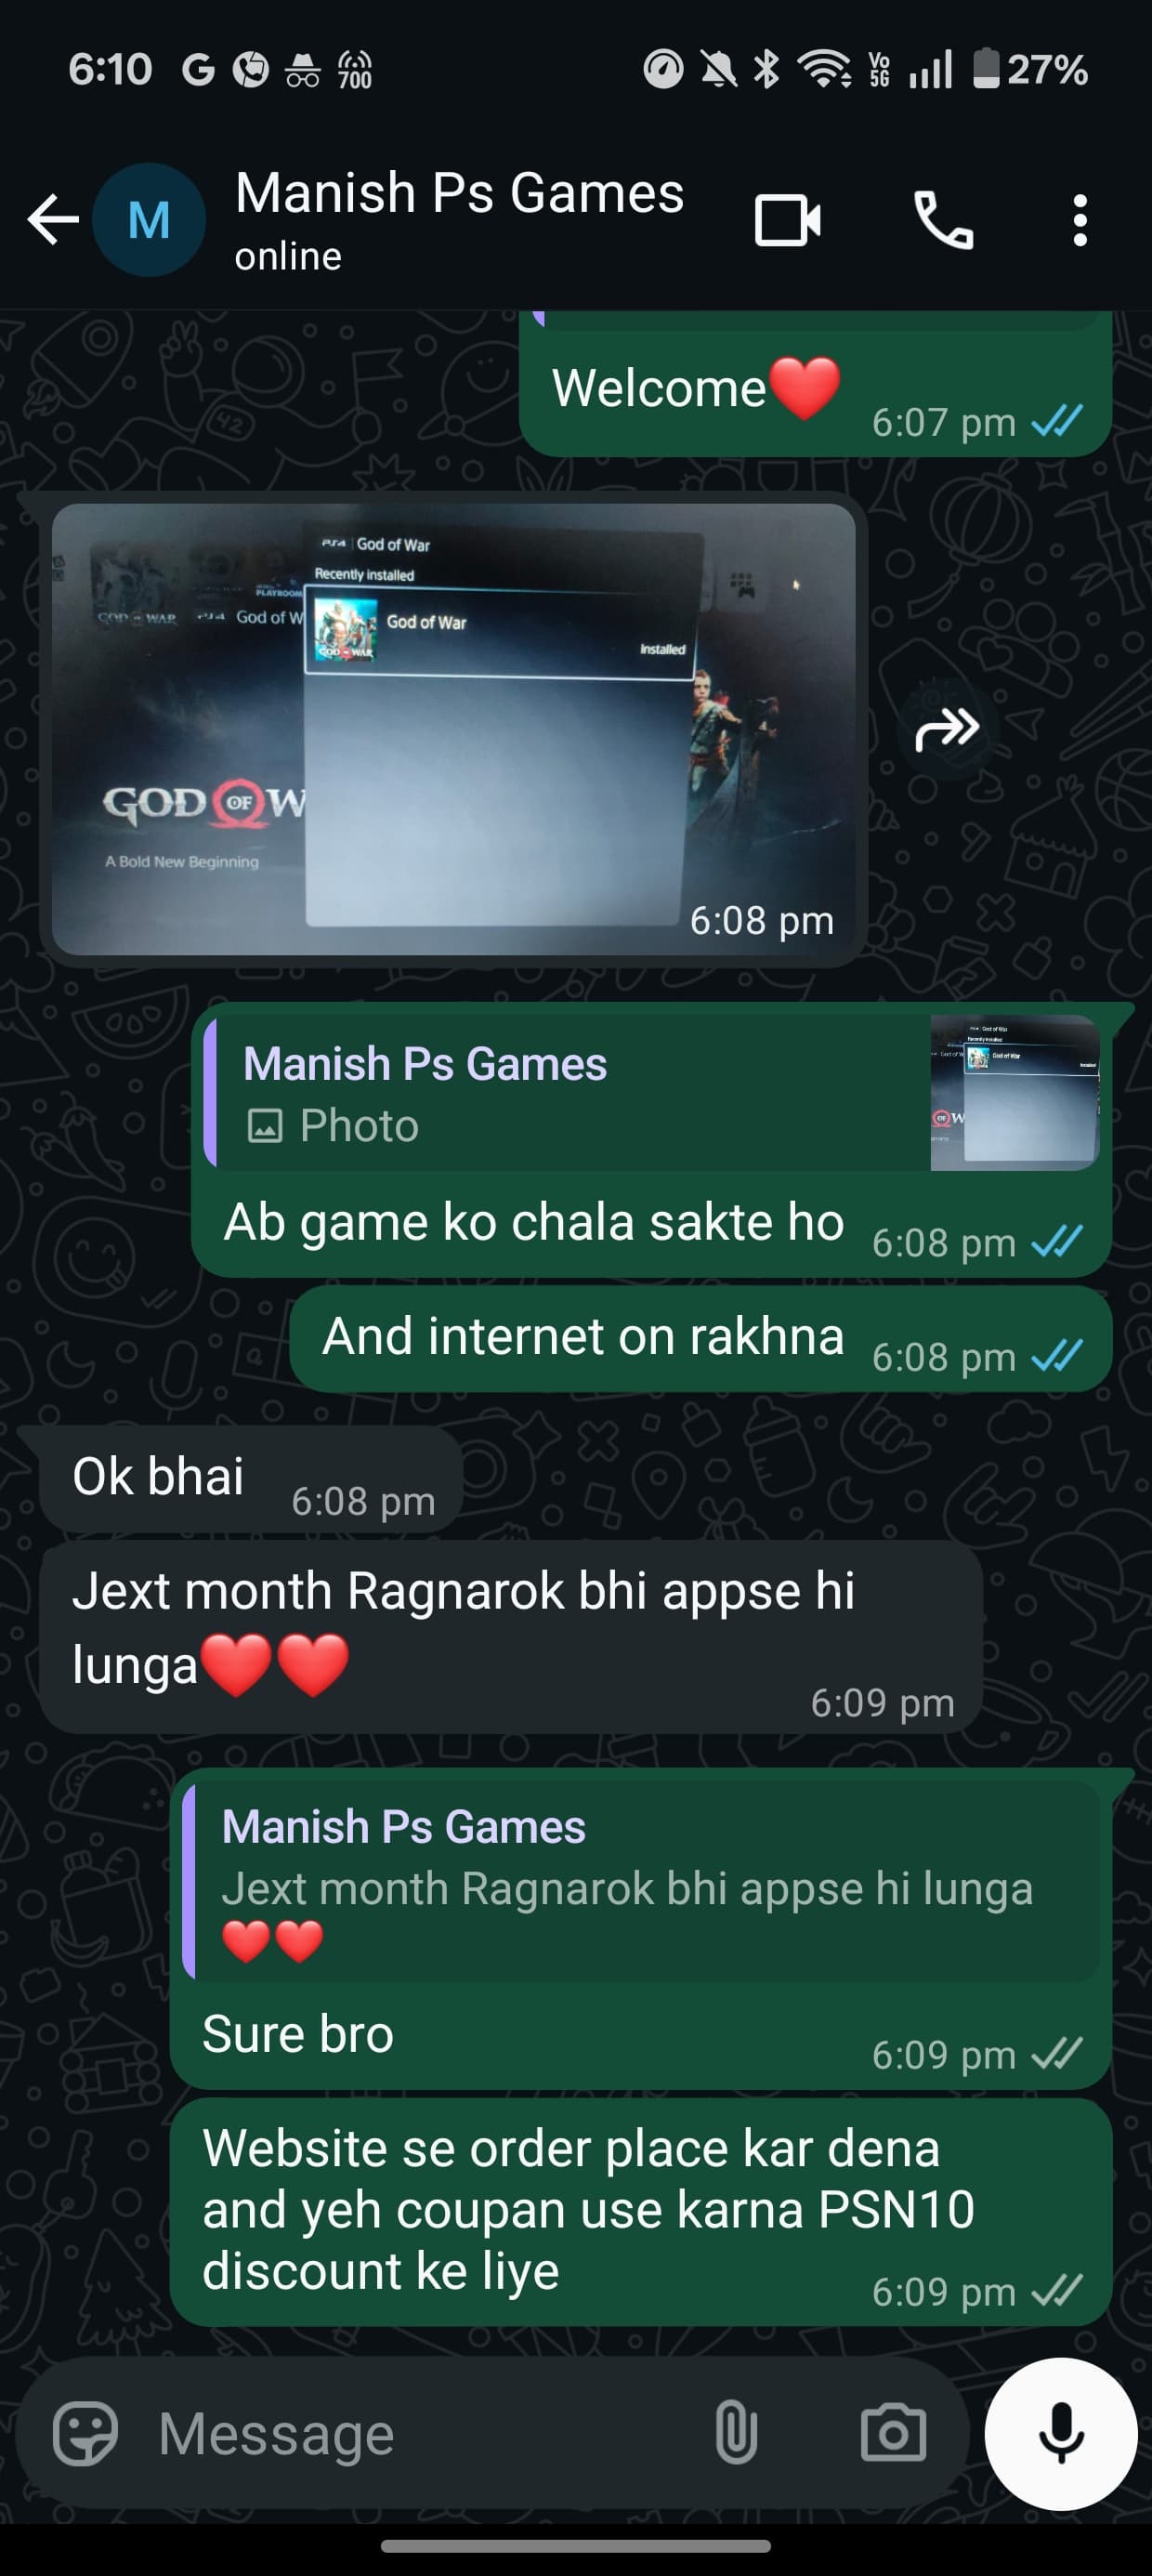 6:10
G
700
Vo
5G
27%
M
Manish Ps Games
online
Welcome❤️
6:07 pm
PS4 God of War
Recently installed
PLAYROOM
GOD OF WAR PS4 God of W
God of War
GOD OF WAR
Installed
GOD OF W
A Bold New Beginning
6:08 pm
Manish Ps Games
Photo
Ab game ko chala sakte ho
6:08 pm
And internet on rakhna
6:08 pm
Ok bhai
6:08 pm
Jext month Ragnarok bhi appse hi
lunga❤️❤️
6:09 pm
Manish Ps Games
Jext month Ragnarok bhi appse hi lunga
❤️❤️
Sure bro
6:09 pm
Website se order place kar dena
and yeh coupan use karna PSN10
discount ke liye
6:09 pm
Message